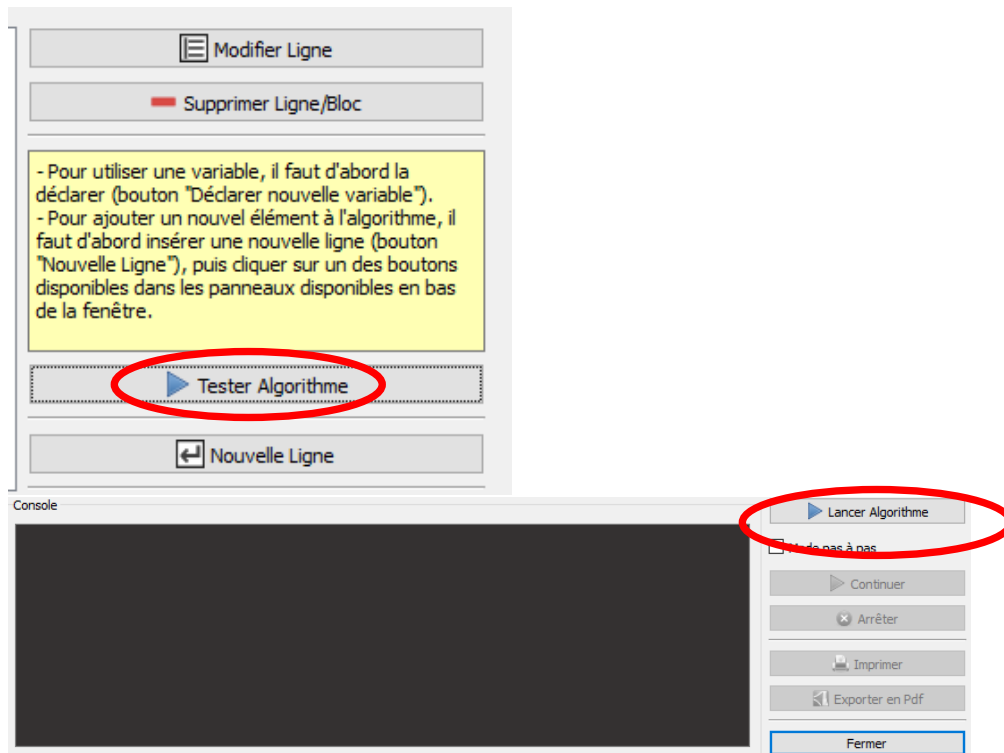 Modifier Ligne
Supprimer Ligne/Bloc
- Pour utiliser une variable, il faut d'abord la
déclarer (bouton "Déclarer nouvelle variable").
- Pour ajouter un nouvel élément à l'algorithme, il
faut d'abord insérer une nouvelle ligne (bouton
"Nouvelle Ligne"), puis cliquer sur un des boutons
disponibles dans les panneaux disponibles en bas
de la fenêtre.
Tester Algorithme
Nouvelle Ligne
Console
Lancer Algorithme
Mode pas à pas
Continuer
Arrêter
Imprimer
Exporter en Pdf
Fermer